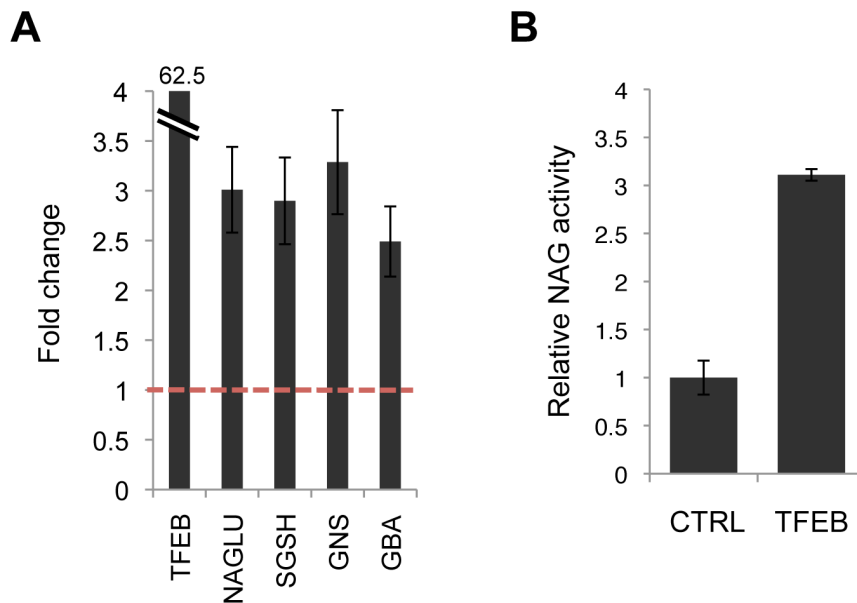 A
62.5
4
3.5
3
2.5
2
1.5
1
0.5
0
Fold change
TFEB
NAGLU
SGSH
GNS
GBA
B
4
3.5
3
2.5
2
1.5
1
0.5
0
Relative NAG activity
CTRL
TFEB